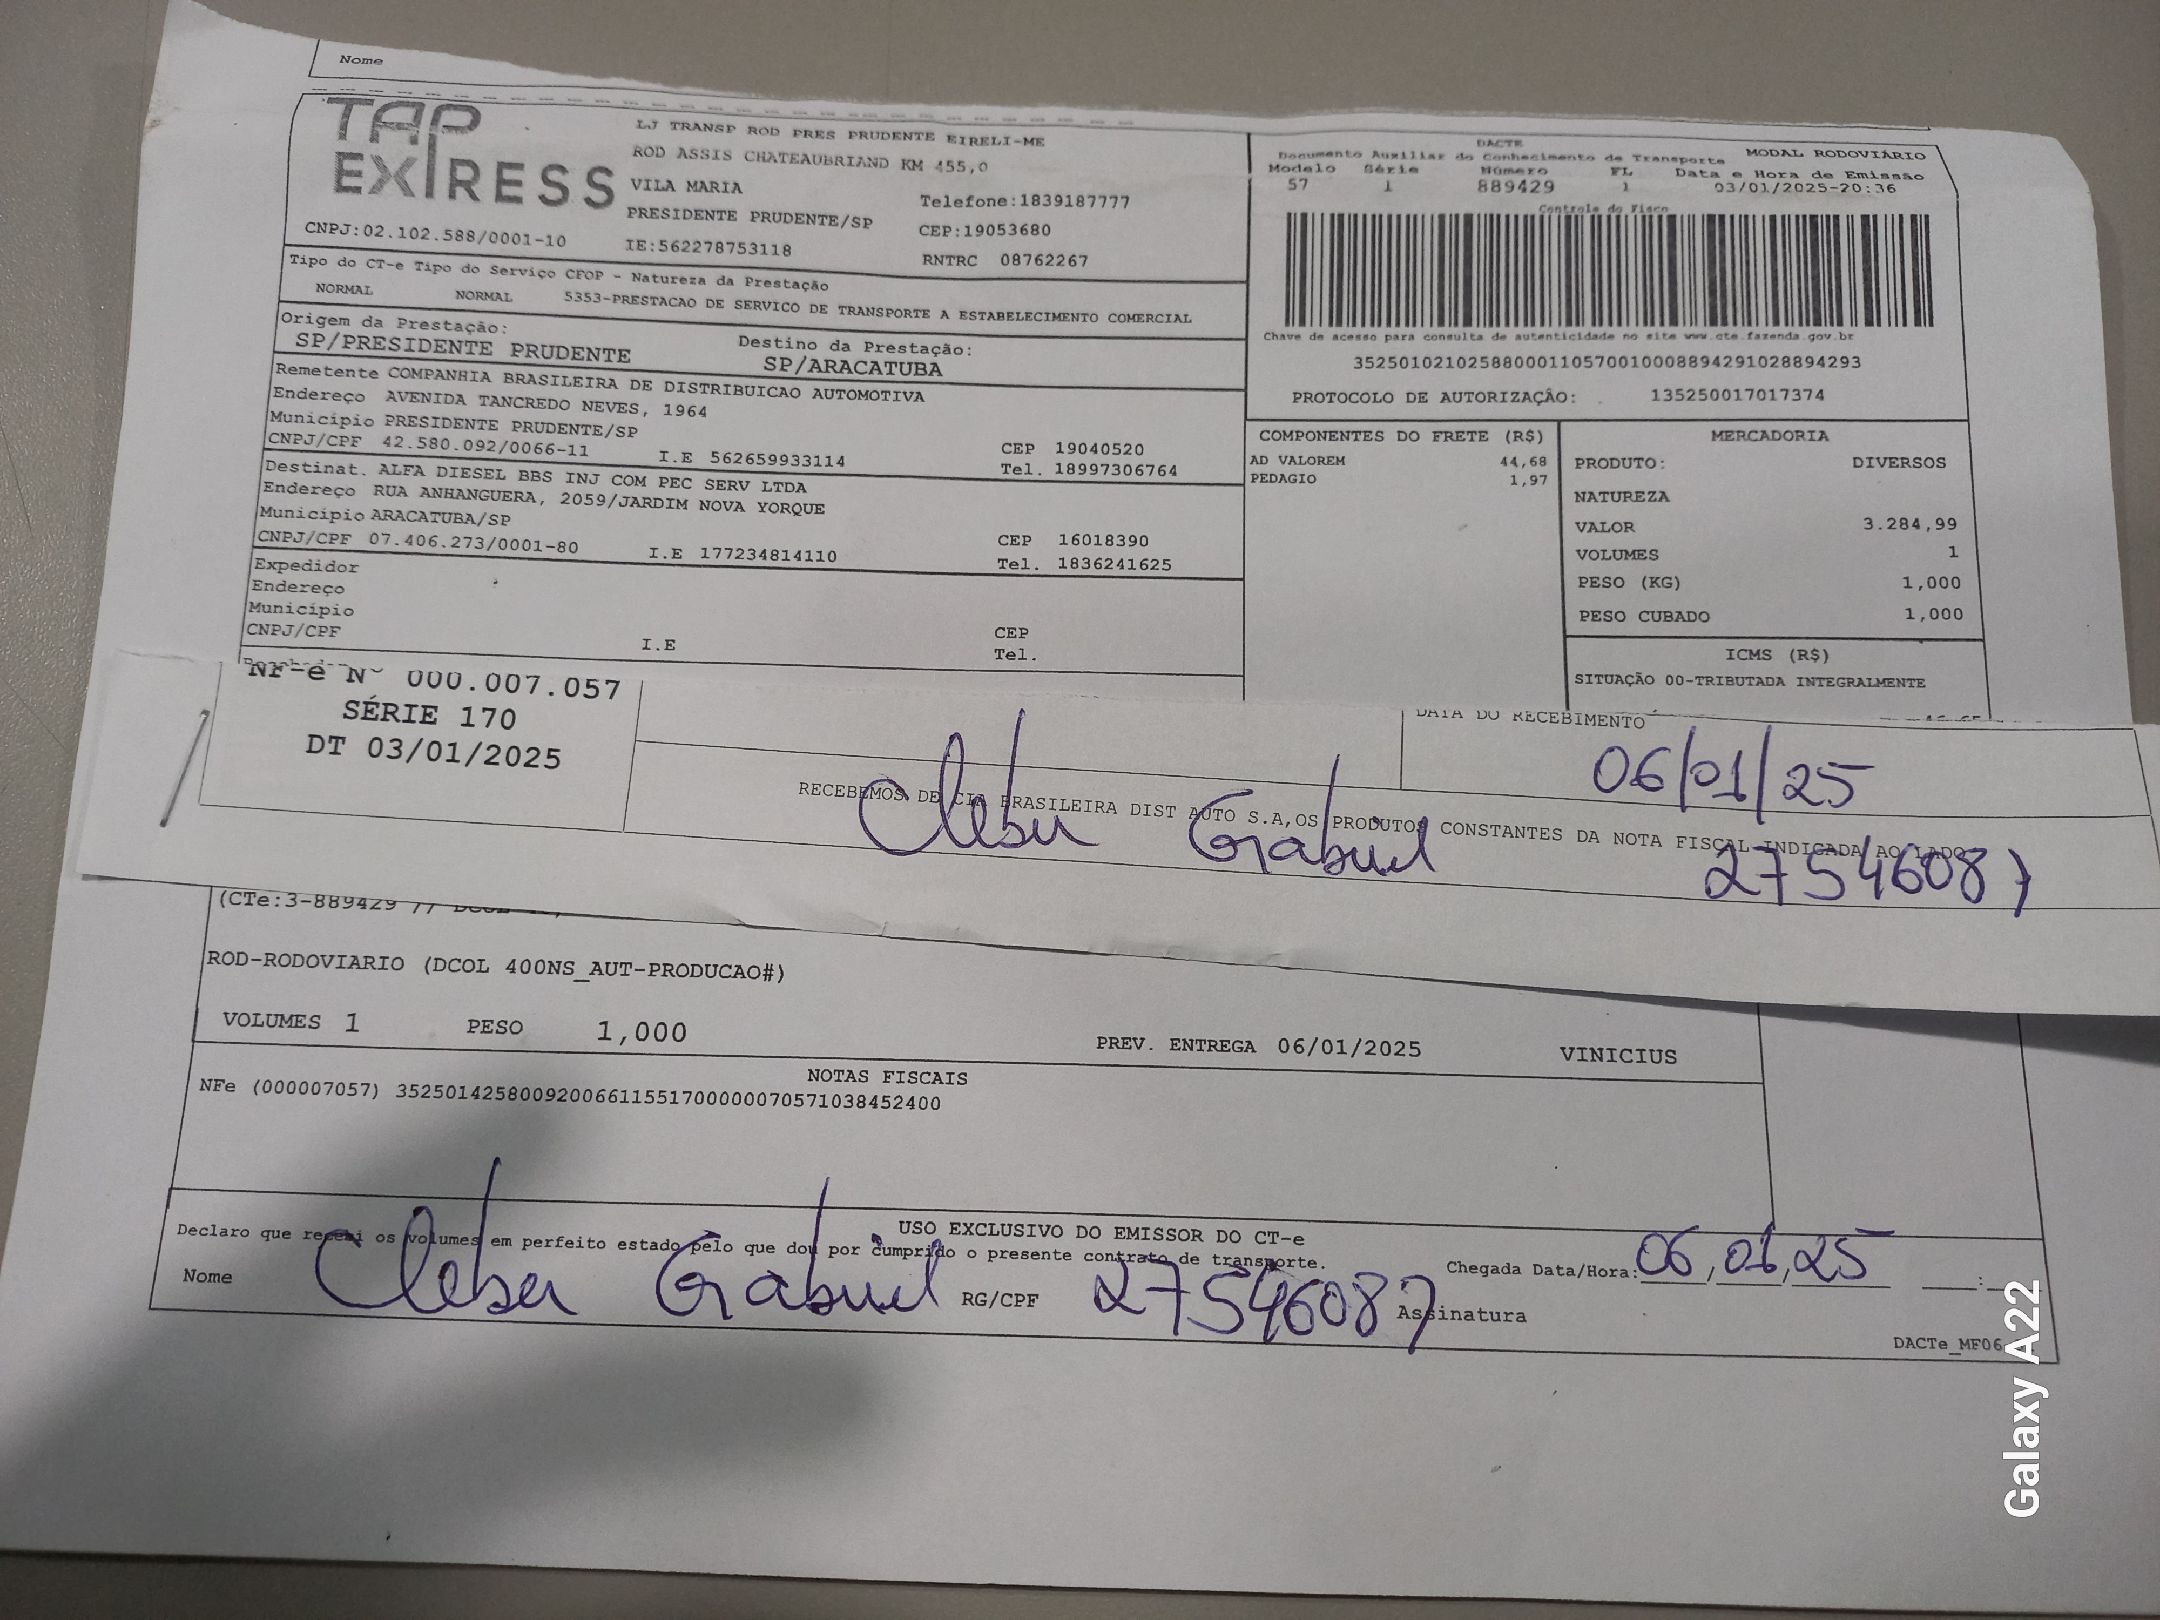 Nome
TAP EXPRESS
LJ TRANSP ROD PRES PRUDENTE EIRELI-ME
ROD ASSIS CHATEAUBRIAND KM 455,0
VILA MARIA
Telefone:1839187777
PRESIDENTE PRUDENTE/SP
CEP:19053680
CNPJ:02.102.588/0001-10
IE:562278753118
RNTRC 08762267
DACTE
Documento Auxiliar do Conhecimento de Transporte
MODAL RODOVIÁRIO
Modelo Série Número FL Data e Hora de Emissão
57 1 889429 1 03/01/2025-20:36
Controle do Fisco
Chave de acesso para consulta de autenticidade no site www.cte.fazenda.gov.br
35250102102588000110570010008894291028894293
PROTOCOLO DE AUTORIZAÇÃO: 135250017017374
Tipo do CT-e Tipo do Serviço CFOP - Natureza da Prestação
NORMAL NORMAL 5353-PRESTACAO DE SERVICO DE TRANSPORTE A ESTABELECIMENTO COMERCIAL
Origem da Prestação: Destino da Prestação:
SP/PRESIDENTE PRUDENTE SP/ARACATUBA
Remetente COMPANHIA BRASILEIRA DE DISTRIBUICAO AUTOMOTIVA
Endereço AVENIDA TANCREDO NEVES, 1964
Município PRESIDENTE PRUDENTE/SP CEP 19040520
CNPJ/CPF 42.580.092/0066-11 I.E 562659933114 Tel. 18997306764
Destinat. ALFA DIESEL BBS INJ COM PEC SERV LTDA
Endereço RUA ANHANGUERA, 2059/JARDIM NOVA YORQUE
Município ARACATUBA/SP CEP 16018390
CNPJ/CPF 07.406.273/0001-80 I.E 177234814110 Tel. 1836241625
Expedidor
Endereço
Município CEP
CNPJ/CPF I.E Tel.
COMPONENTES DO FRETE (R$)
AD VALOREM 44,68
PEDAGIO 1,97
MERCADORIA
PRODUTO: DIVERSOS
NATUREZA
VALOR 3.284,99
VOLUMES 1
PESO (KG) 1,000
PESO CUBADO 1,000
ICMS (R$)
SITUAÇÃO 00-TRIBUTADA INTEGRALMENTE
NF-e Nº 000.007.057
SÉRIE 170
DT 03/01/2025
DATA DO RECEBIMENTO
06/01/25
RECEBEMOS DE CIA BRASILEIRA DIST AUTO S.A,OS PRODUTOS CONSTANTES DA NOTA FISCAL INDICADA AO LADO
Cleber Gabriel 27546087
(CTe:3-889429 //
ROD-RODOVIARIO (DCOL 400NS_AUT-PRODUCAO#)
VOLUMES 1 PESO 1,000 PREV. ENTREGA 06/01/2025 VINICIUS
NOTAS FISCAIS
NFe (000007057) 35250142580092006611551700000070571038452400
USO EXCLUSIVO DO EMISSOR DO CT-e
Declaro que recebi os volumes em perfeito estado pelo que dou por cumprido o presente contrato de transporte.
Chegada Data/Hora: 06,01,25 :
Nome Cleber Gabriel RG/CPF 27546087 Assinatura
DACTe_MF06
Galaxy A22